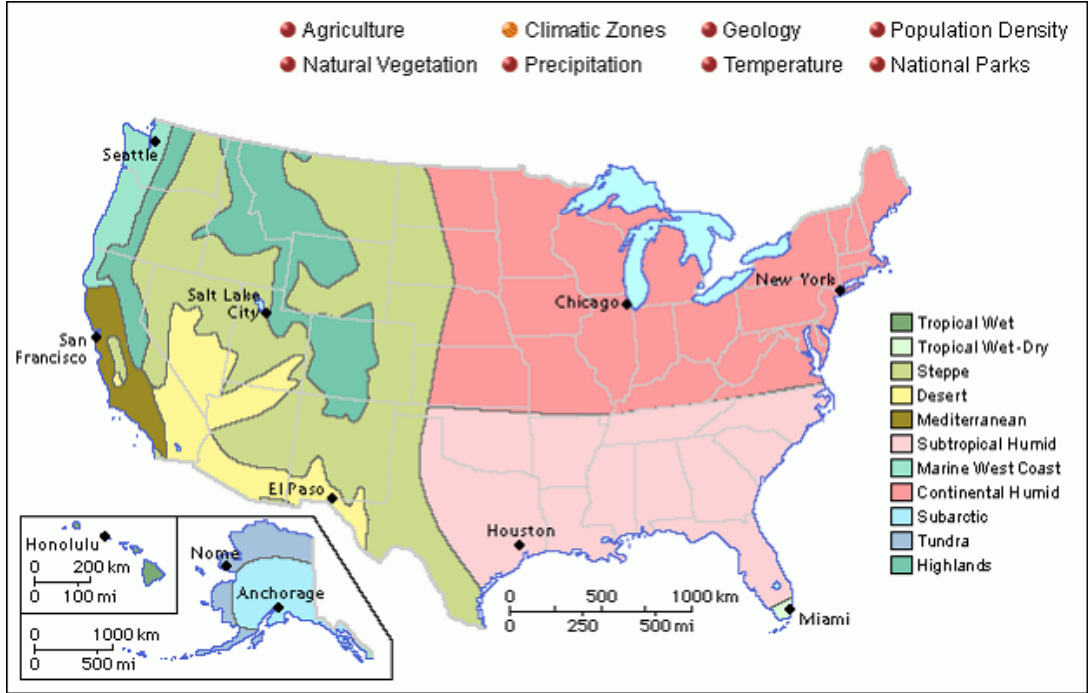 Agriculture
Climatic Zones
Geology
Population Density
Natural Vegetation
Precipitation
Temperature
National Parks
Seattle
Salt Lake
City
San
Francisco
Chicago
New York
El Paso
Houston
Miami
Tropical Wet
Tropical Wet-Dry
Steppe
Desert
Mediterranean
Subtropical Humid
Marine West Coast
Continental Humid
Subarctic
Tundra
Highlands
Honolulu
0 200 km
0 100 mi
Nome
Anchorage
0 1000 km
0 500 mi
0 500 1000 km
0 250 500 mi